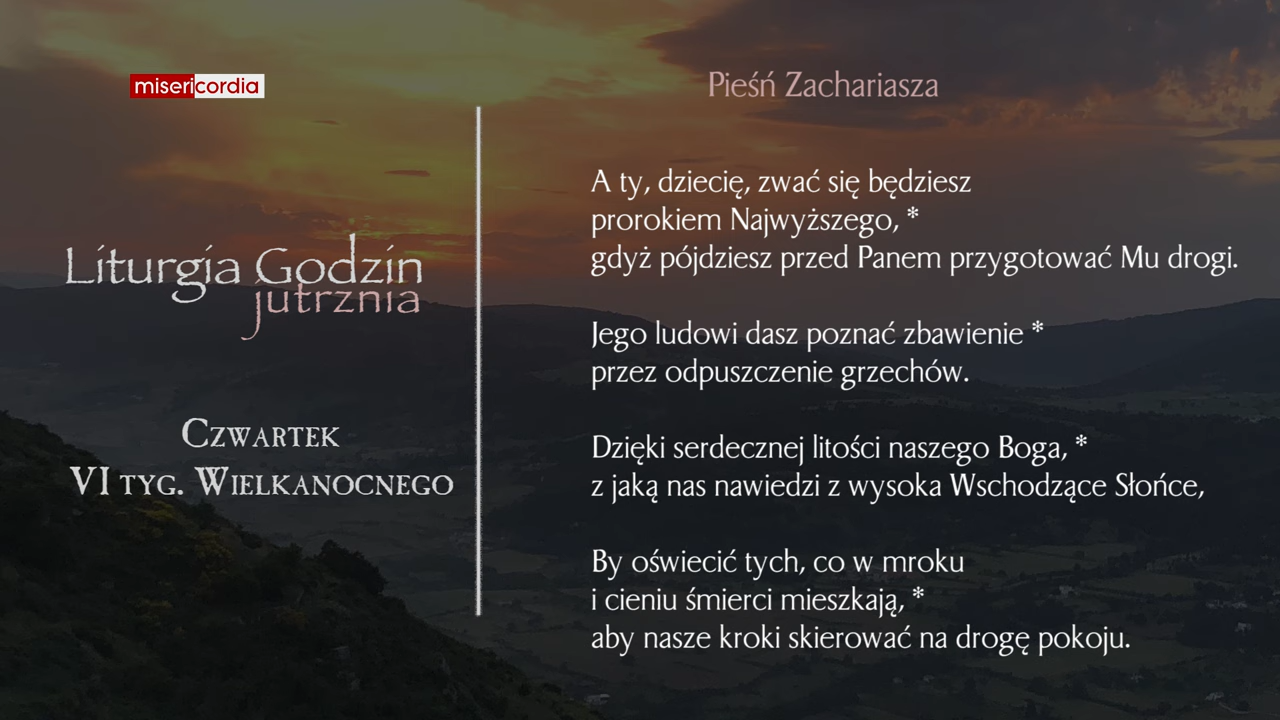 misericordia
Liturgia Godzin
jutrznia
Czwartek
VI tyg. Wielkanocnego
Pieśń Zachariasza
A ty, dziecię, zwać się będziesz
prorokiem Najwyższego, *
gdyż pójdziesz przed Panem przygotować Mu drogi.
Jego ludowi dasz poznać zbawienie *
przez odpuszczenie grzechów.
Dzięki serdecznej litości naszego Boga, *
z jaką nas nawiedzi z wysoka Wschodzące Słońce,
By oświecić tych, co w mroku
i cieniu śmierci mieszkają, *
aby nasze kroki skierować na drogę pokoju.